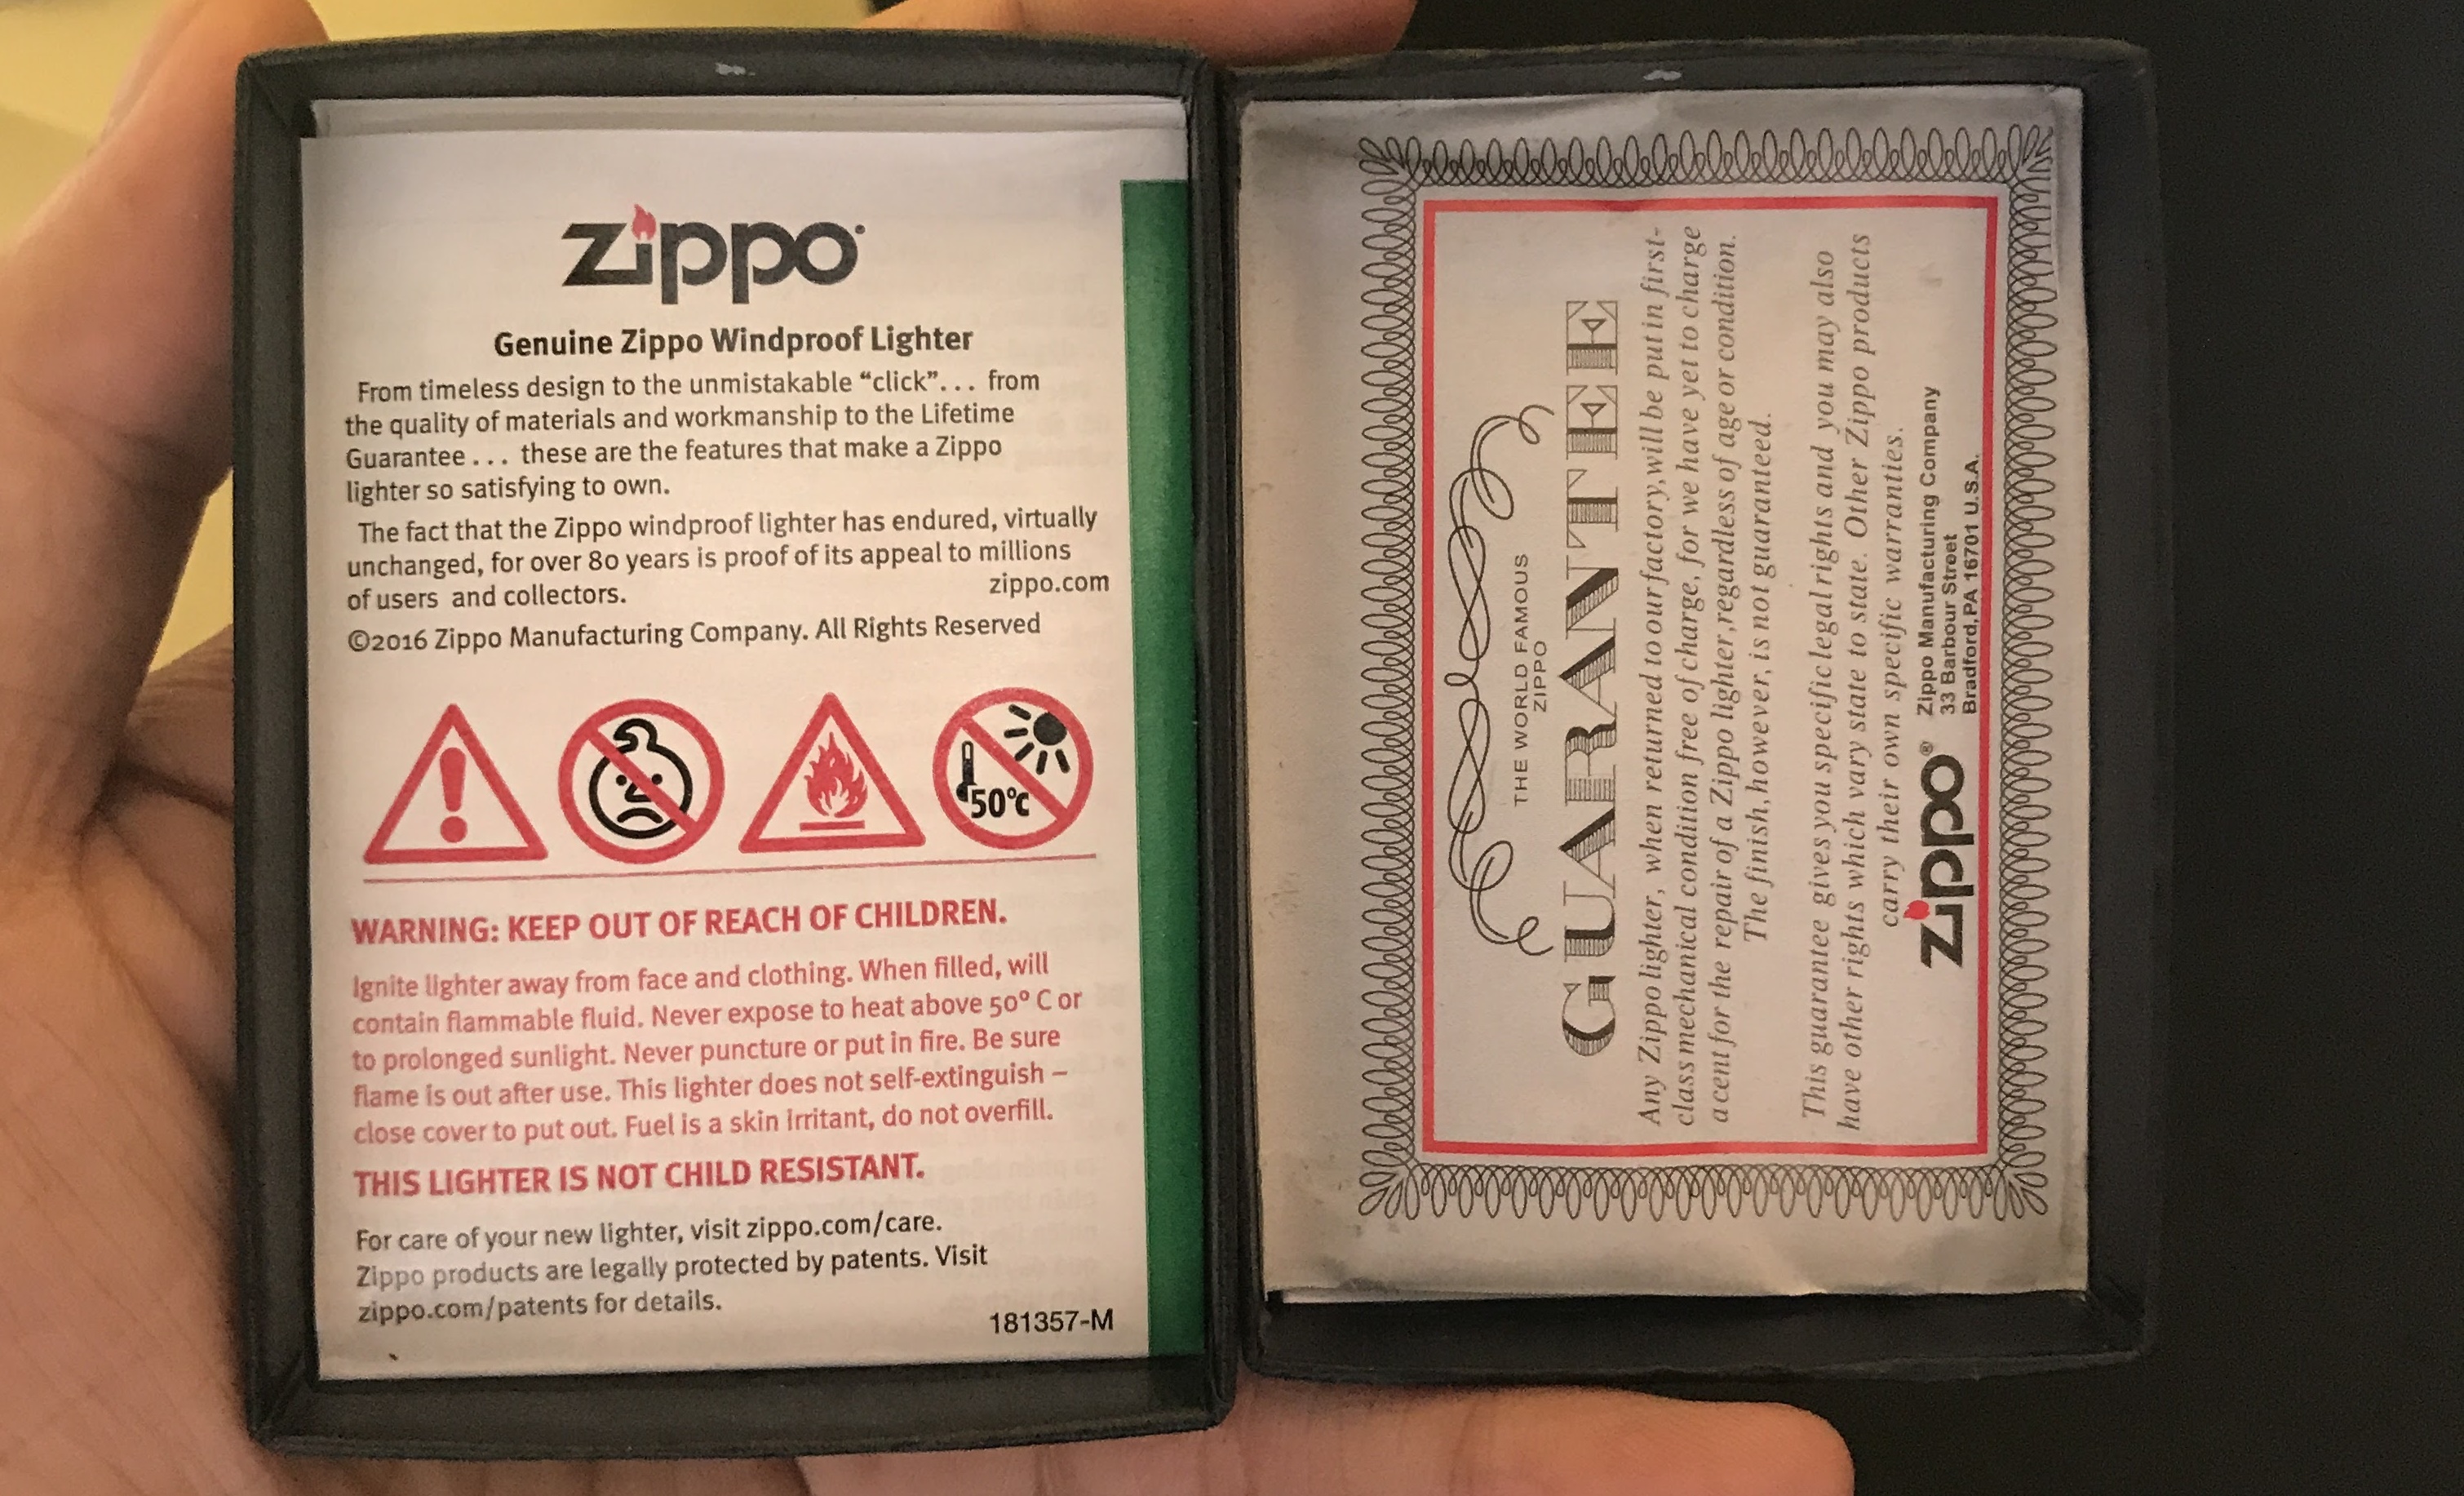 zippo
Genuine Zippo Windproof Lighter
From timeless design to the unmistakable “click”... from
the quality of materials and workmanship to the Lifetime
Guarantee... these are the features that make a Zippo
lighter so satisfying to own.
The fact that the Zippo windproof lighter has endured, virtually
unchanged, for over 80 years is proof of its appeal to millions
of users and collectors.
zippo.com
©2016 Zippo Manufacturing Company. All Rights Reserved
50°C
WARNING: KEEP OUT OF REACH OF CHILDREN.
Ignite lighter away from face and clothing. When filled, will
contain flammable fluid. Never expose to heat above 50° C or
to prolonged sunlight. Never puncture or put in fire. Be sure
flame is out after use. This lighter does not self-extinguish –
close cover to put out. Fuel is a skin irritant, do not overfill.
THIS LIGHTER IS NOT CHILD RESISTANT.
For care of your new lighter, visit zippo.com/care.
Zippo products are legally protected by patents. Visit
zippo.com/patents for details.
181357-M
THE WORLD FAMOUS
ZIPPO
GUARANTEE
Any Zippo lighter, when returned to our factory, will be put in first-
class mechanical condition free of charge, for we have yet to charge
a cent for the repair of a Zippo lighter, regardless of age or condition.
The finish, however, is not guaranteed.
This guarantee gives you specific legal rights and you may also
have other rights which vary state to state. Other Zippo products
carry their own specific warranties.
zippo®
Zippo Manufacturing Company
33 Barbour Street
Bradford, PA 16701 U.S.A.